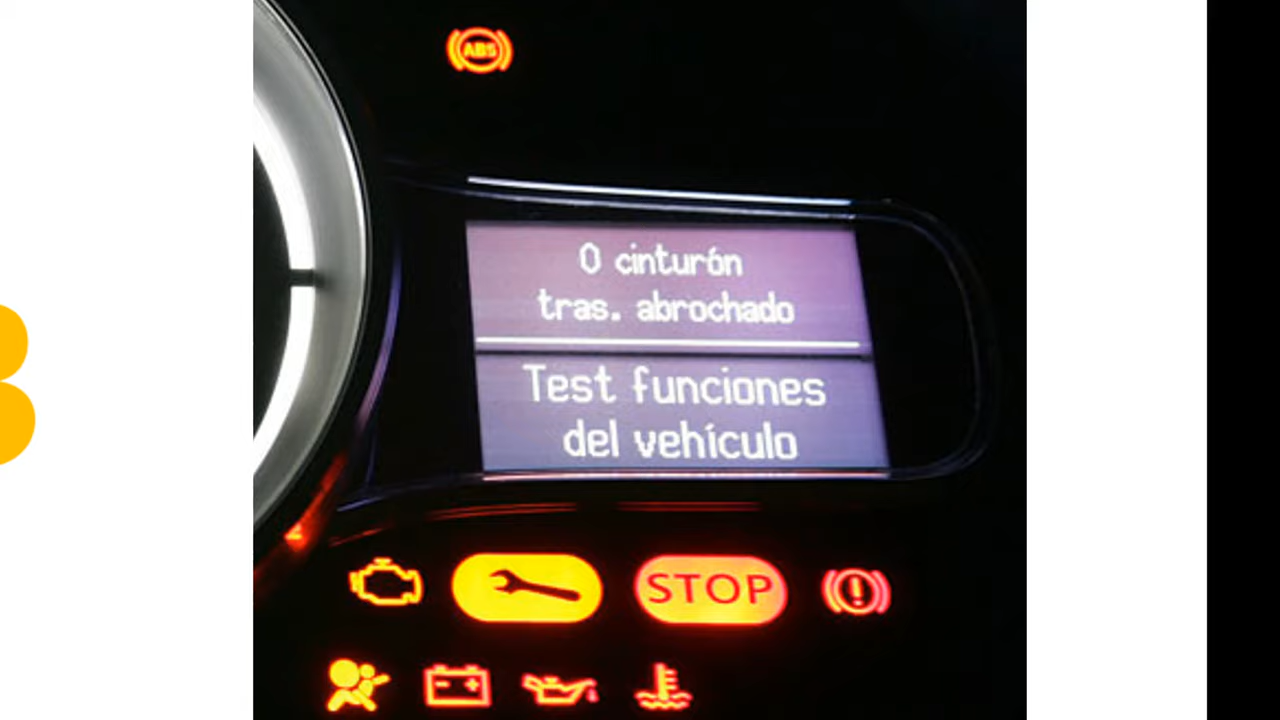 ABS
0 cinturón
tras. abrochado
Test funciones
del vehículo
STOP